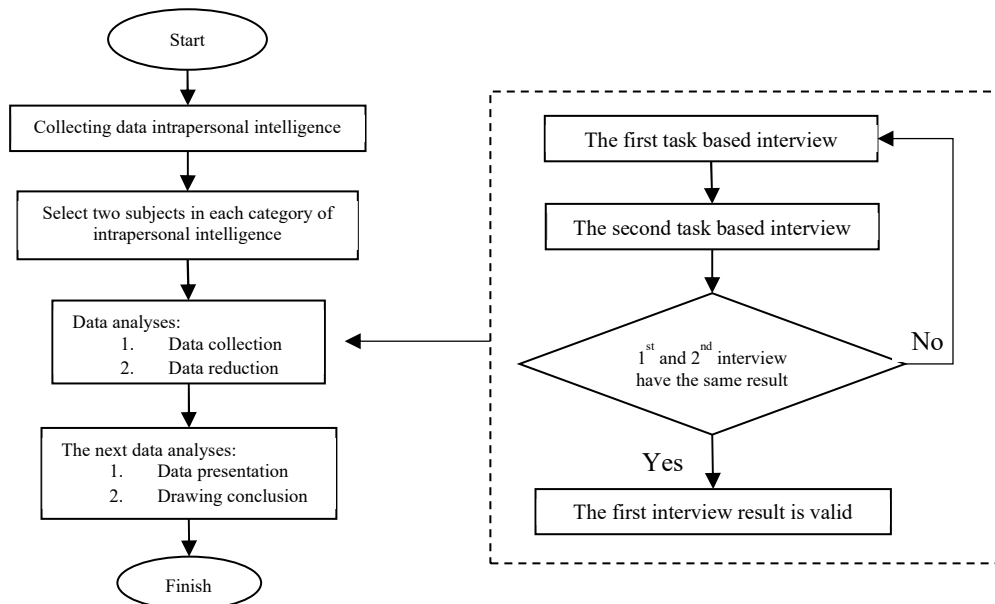 Start
Collecting data intrapersonal intelligence
Select two subjects in each category of
intrapersonal intelligence
Data analyses:
1. Data collection
2. Data reduction
The next data analyses:
1. Data presentation
2. Drawing conclusion
Finish
The first task based interview
The second task based interview
1st and 2nd interview
have the same result
No
Yes
The first interview result is valid